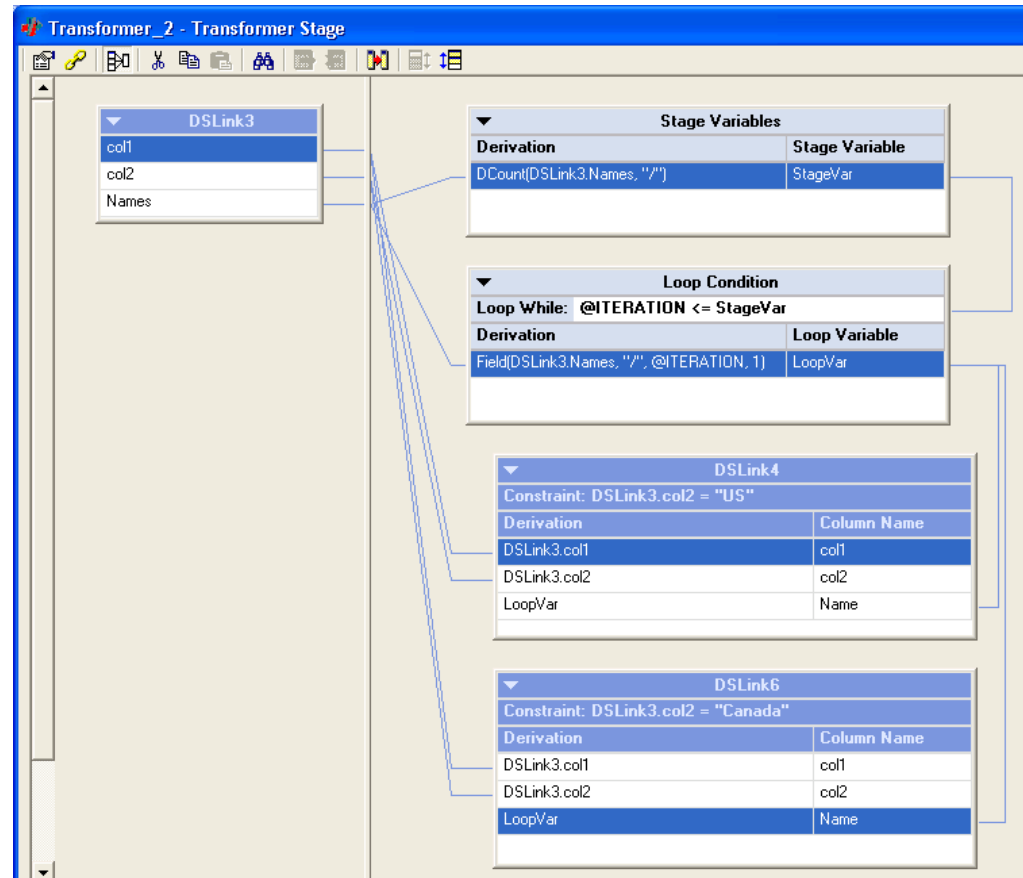 Transformer_2 - Transformer Stage
DSLink3
col1
col2
Names
Stage Variables
Derivation Stage Variable
DCount(DSLink3.Names, "/") StageVar
Loop Condition
Loop While: @ITERATION <= StageVar
Derivation Loop Variable
Field(DSLink3.Names, "/", @ITERATION, 1) LoopVar
DSLink4
Constraint: DSLink3.col2 = "US"
Derivation Column Name
DSLink3.col1 col1
DSLink3.col2 col2
LoopVar Name
DSLink6
Constraint: DSLink3.col2 = "Canada"
Derivation Column Name
DSLink3.col1 col1
DSLink3.col2 col2
LoopVar Name